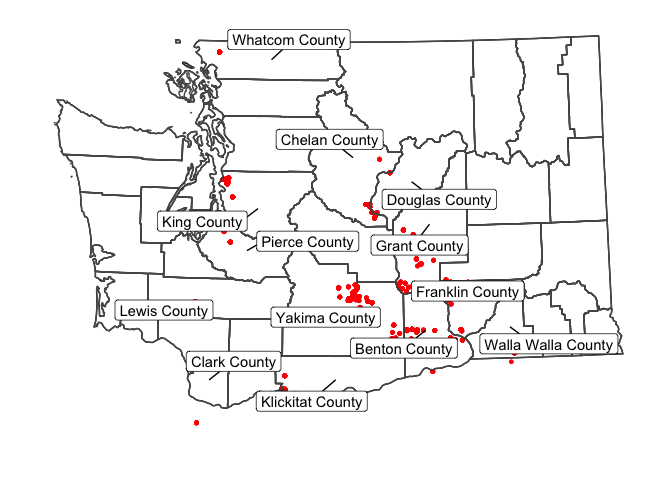 Whatcom County
Chelan County
Douglas County
King County
Pierce County
Grant County
Franklin County
Lewis County
Yakima County
Benton County
Walla Walla County
Clark County
Klickitat County